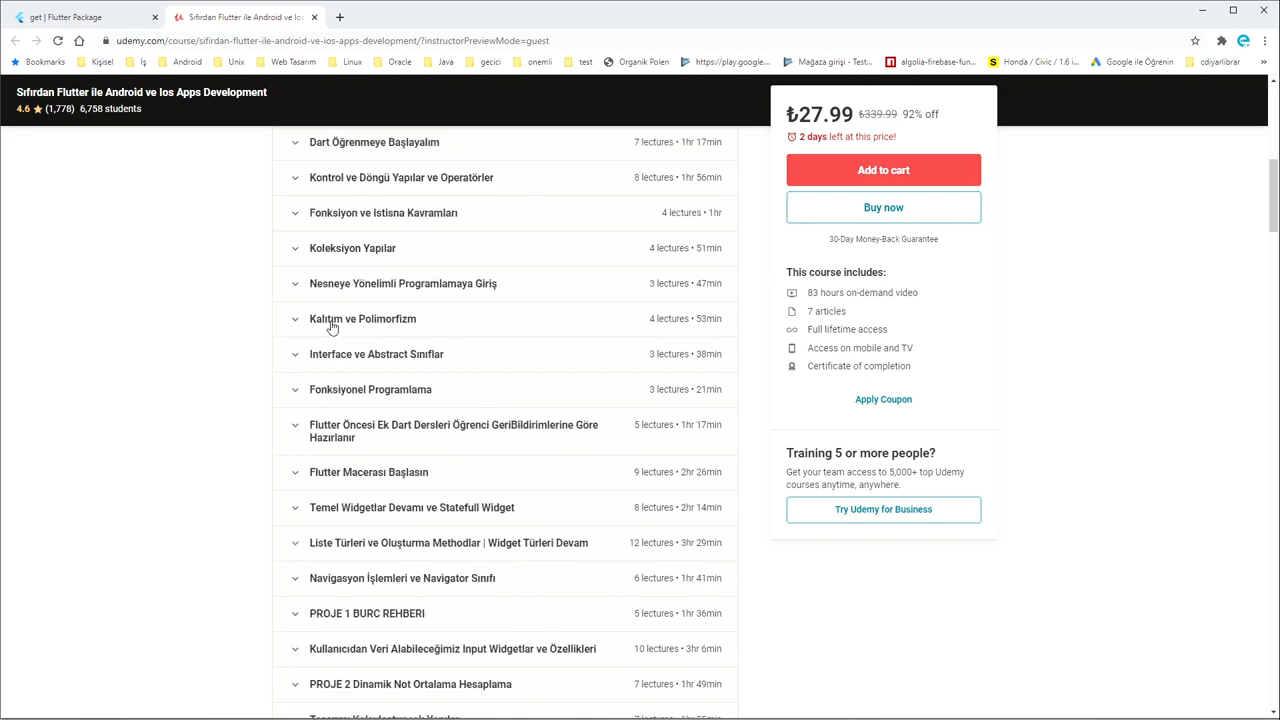 get | Flutter Package
Sıfırdan Flutter ile Android ve Ios
udemy.com/course/sifirdan-flutter-ile-android-ve-ios-apps-development/?instructorPreviewMode=guest
Bookmarks Kişisel İş Android Unix Web Tasarım Linux Oracle Java gecici onemli test Organik Polen https://play.google.... Mağaza girişi - Test... algolia-firebase-fun... Honda / Civic / 1.6 i... Google ile Öğrenin cdiyarlibrar »
Sıfırdan Flutter ile Android ve Ios Apps Development
4.6 ★ (1,778) 6,758 students
Dart Öğrenmeye Başlayalım 7 lectures • 1hr 17min
Kontrol ve Döngü Yapılar ve Operatörler 8 lectures • 1hr 56min
Fonksiyon ve Istisna Kavramları 4 lectures • 1hr
Koleksiyon Yapılar 4 lectures • 51min
Nesneye Yönelimli Programlamaya Giriş 3 lectures • 47min
Kalıtım ve Polimorfizm 4 lectures • 53min
Interface ve Abstract Sınıflar 3 lectures • 38min
Fonksiyonel Programlama 3 lectures • 21min
Flutter Öncesi Ek Dart Dersleri Öğrenci GeriBildirimlerine Göre 5 lectures • 1hr 17min
Hazırlanır
Flutter Macerası Başlasın 9 lectures • 2hr 26min
Temel Widgetlar Devamı ve Statefull Widget 8 lectures • 2hr 14min
Liste Türleri ve Oluşturma Methodlar | Widget Türleri Devam 12 lectures • 3hr 29min
Navigasyon İşlemleri ve Navigator Sınıfı 6 lectures • 1hr 41min
PROJE 1 BURC REHBERI 5 lectures • 1hr 36min
Kullanıcıdan Veri Alabileceğimiz Input Widgetlar ve Özellikleri 10 lectures • 3hr 6min
PROJE 2 Dinamik Not Ortalama Hesaplama 7 lectures • 1hr 49min
₺27.99 ₺339.99 92% off
2 days left at this price!
Add to cart
Buy now
30-Day Money-Back Guarantee
This course includes:
83 hours on-demand video
7 articles
Full lifetime access
Access on mobile and TV
Certificate of completion
Apply Coupon
Training 5 or more people?
Get your team access to 5,000+ top Udemy
courses anytime, anywhere.
Try Udemy for Business